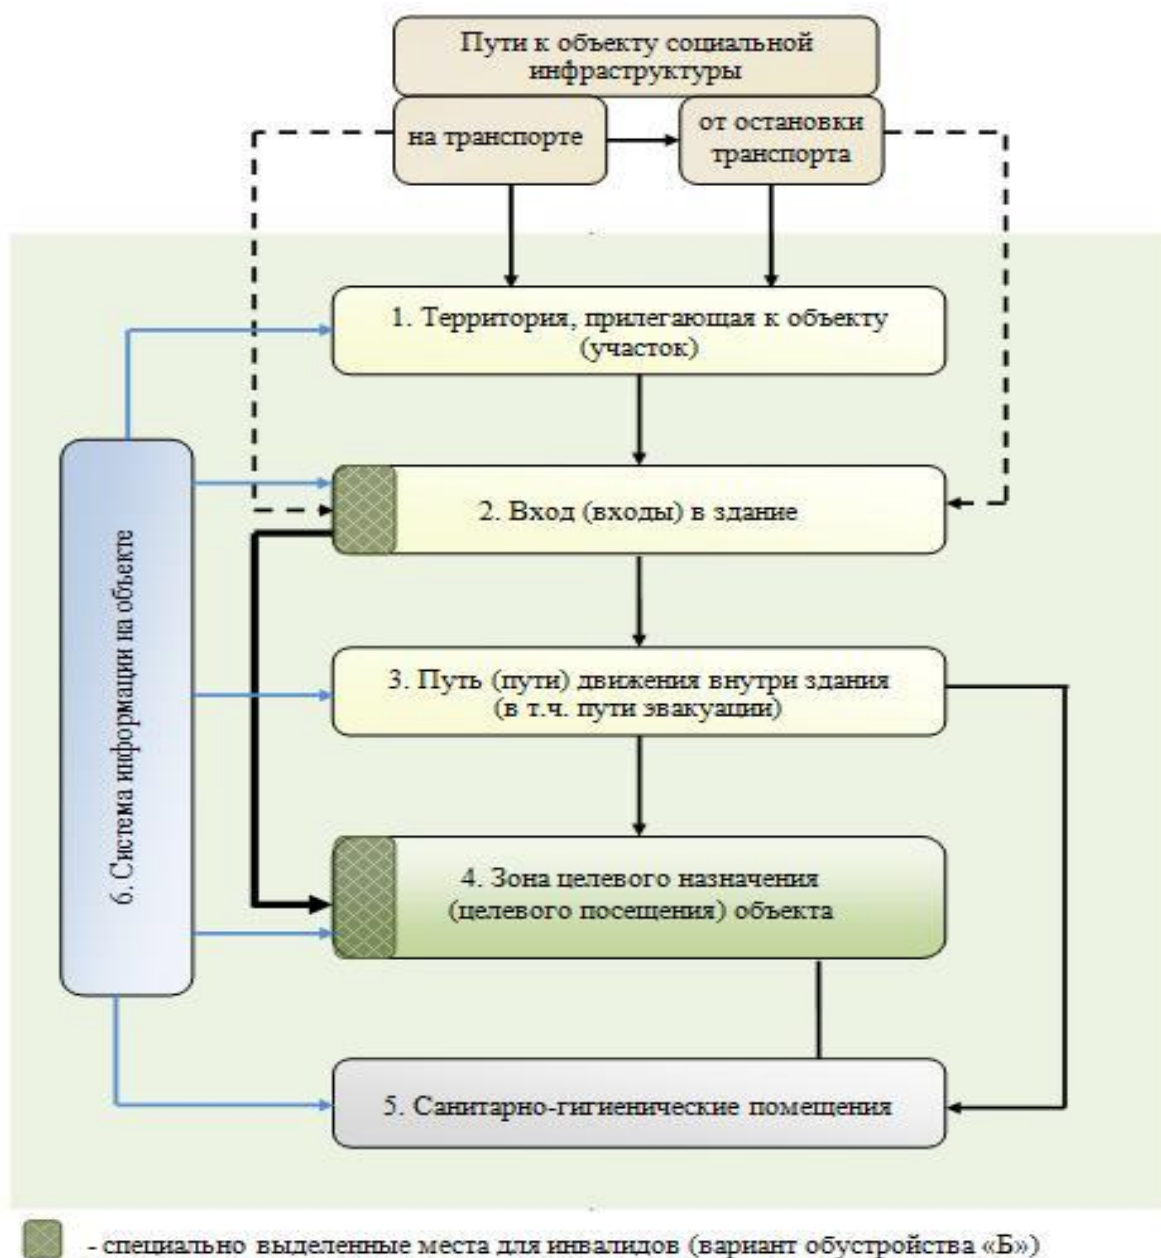 Пути к объекту социальной
инфраструктуры
на транспорте
от остановки
транспорта
1. Территория, прилегающая к объекту
(участок)
2. Вход (входы) в здание
3. Путь (пути) движения внутри здания
(в т.ч. пути эвакуации)
4. Зона целевого назначения
(целевого посещения) объекта
5. Санитарно-гигиенические помещения
6. Система информации на объекте
- специально выделенные места для инвалидов (вариант обустройства «Б»)